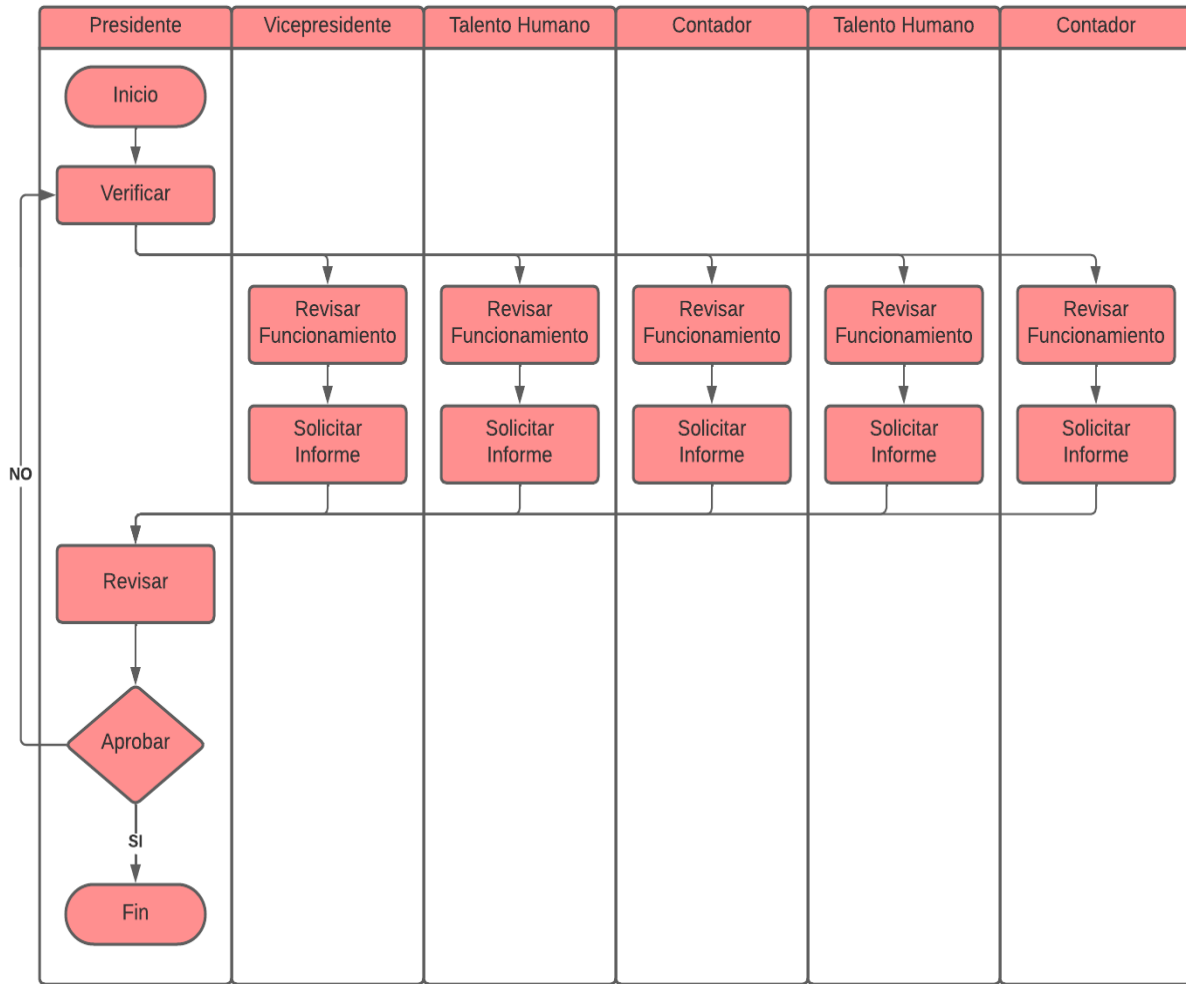 Presidente
Vicepresidente
Talento Humano
Contador
Talento Humano
Contador
Inicio
Verificar
Revisar
Funcionamiento
Revisar
Funcionamiento
Revisar
Funcionamiento
Revisar
Funcionamiento
Revisar
Funcionamiento
Solicitar
Informe
Solicitar
Informe
Solicitar
Informe
Solicitar
Informe
Solicitar
Informe
NO
Revisar
Aprobar
SI
Fin